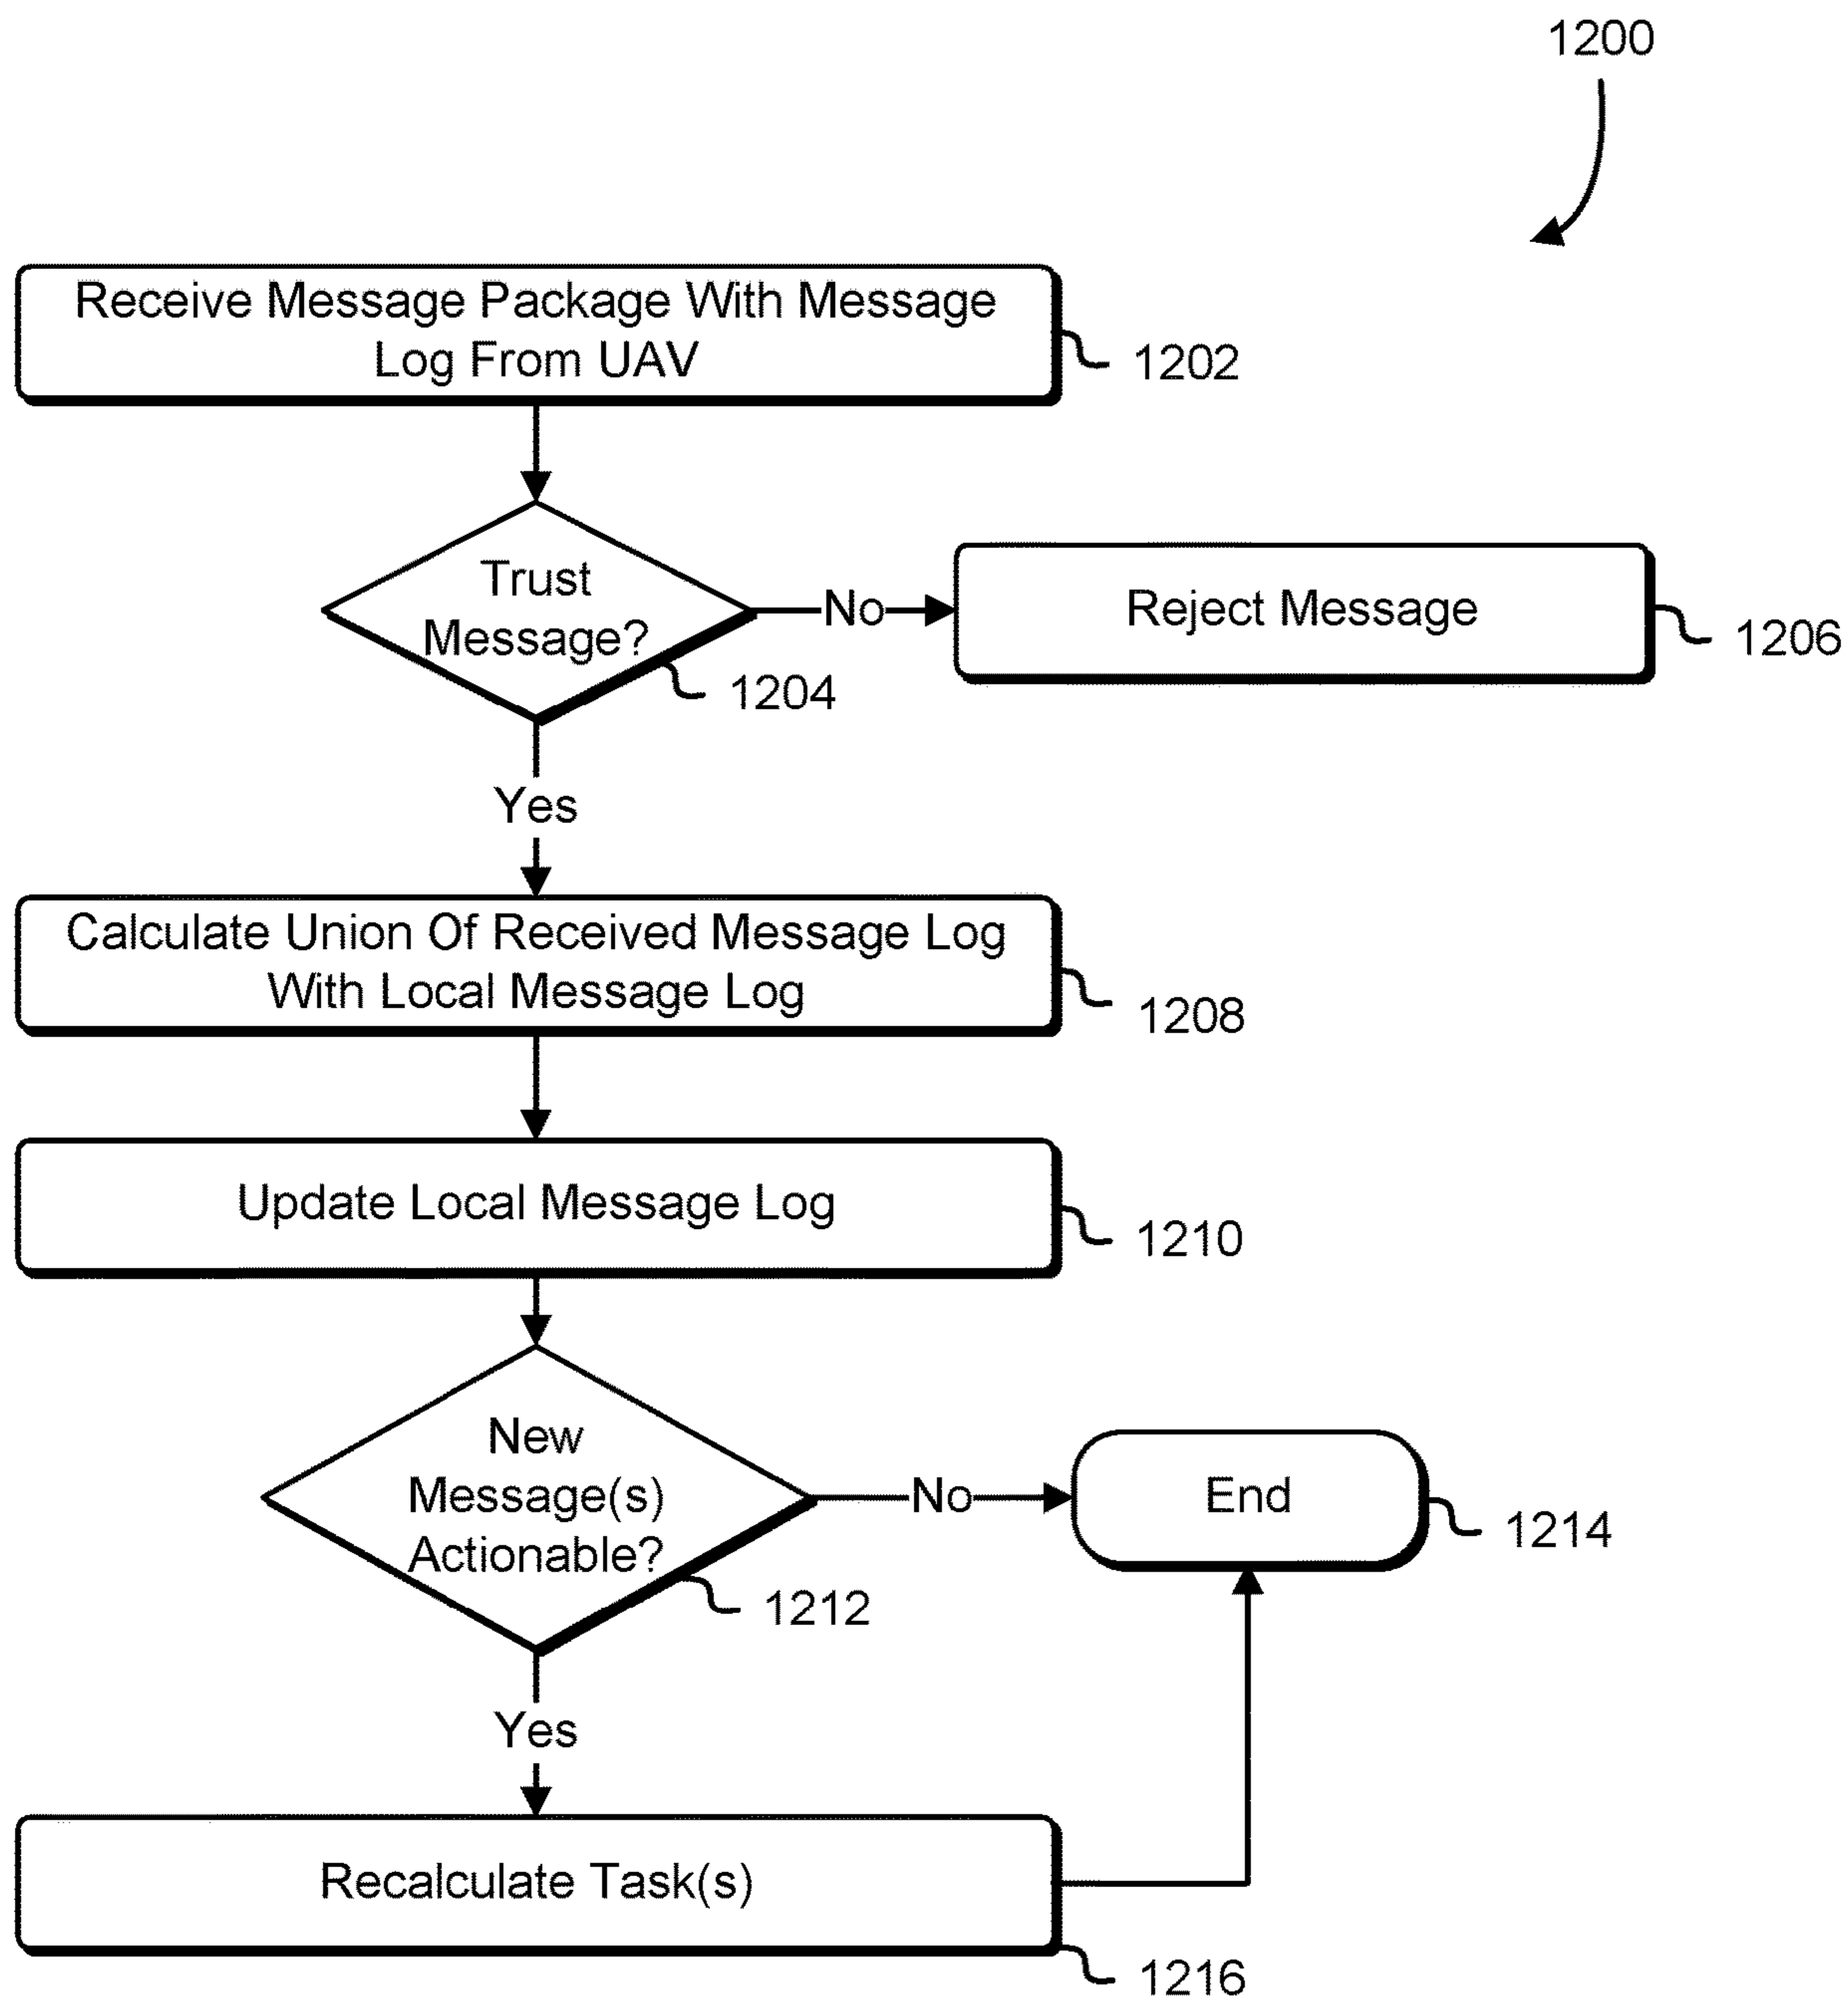 1200
Receive Message Package With Message
Log From UAV
1202
Trust
Message?
1204
No
Reject Message
1206
Yes
Calculate Union Of Received Message Log
With Local Message Log
1208
Update Local Message Log
1210
New
Message(s)
Actionable?
1212
No
End
1214
Yes
Recalculate Task(s)
1216